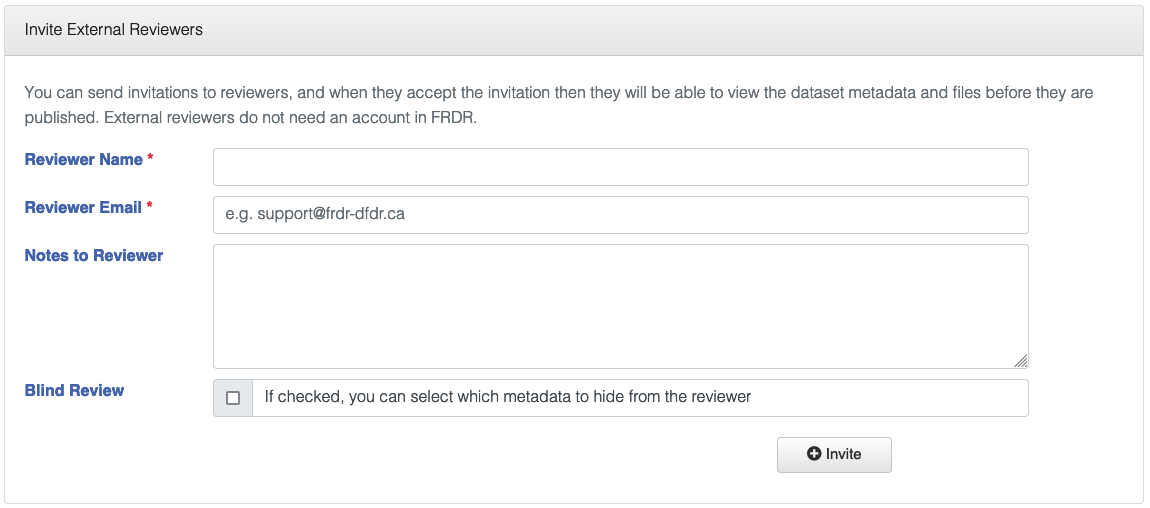 Invite External Reviewers
You can send invitations to reviewers, and when they accept the invitation then they will be able to view the dataset metadata and files before they are
published. External reviewers do not need an account in FRDR.
Reviewer Name *
Reviewer Email *
e.g. support@frdr-dfdr.ca
Notes to Reviewer
Blind Review
If checked, you can select which metadata to hide from the reviewer
Invite